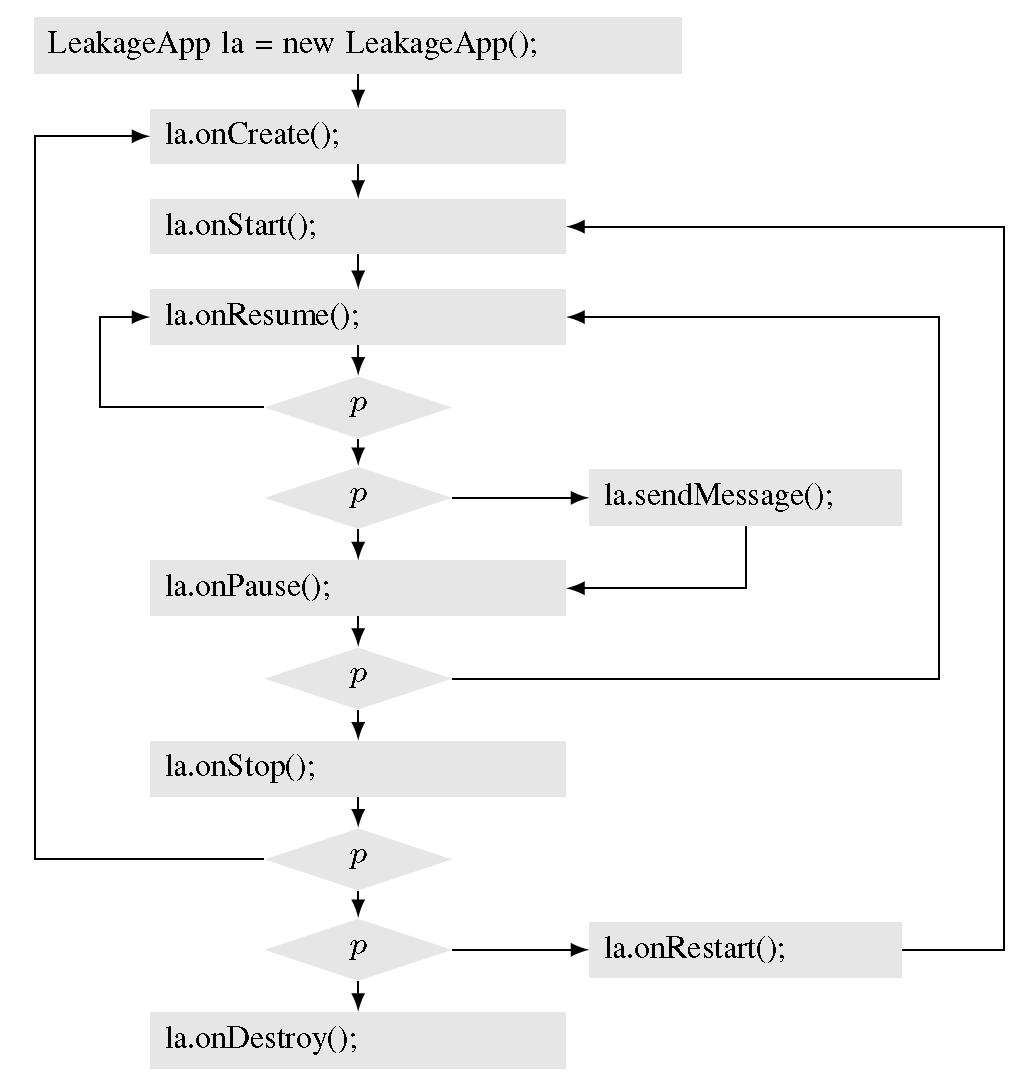 LeakageApp la = new LeakageApp();
la.onCreate();
la.onStart();
la.onResume();
p
p
la.sendMessage();
la.onPause();
p
la.onStop();
p
p
la.onRestart();
la.onDestroy();